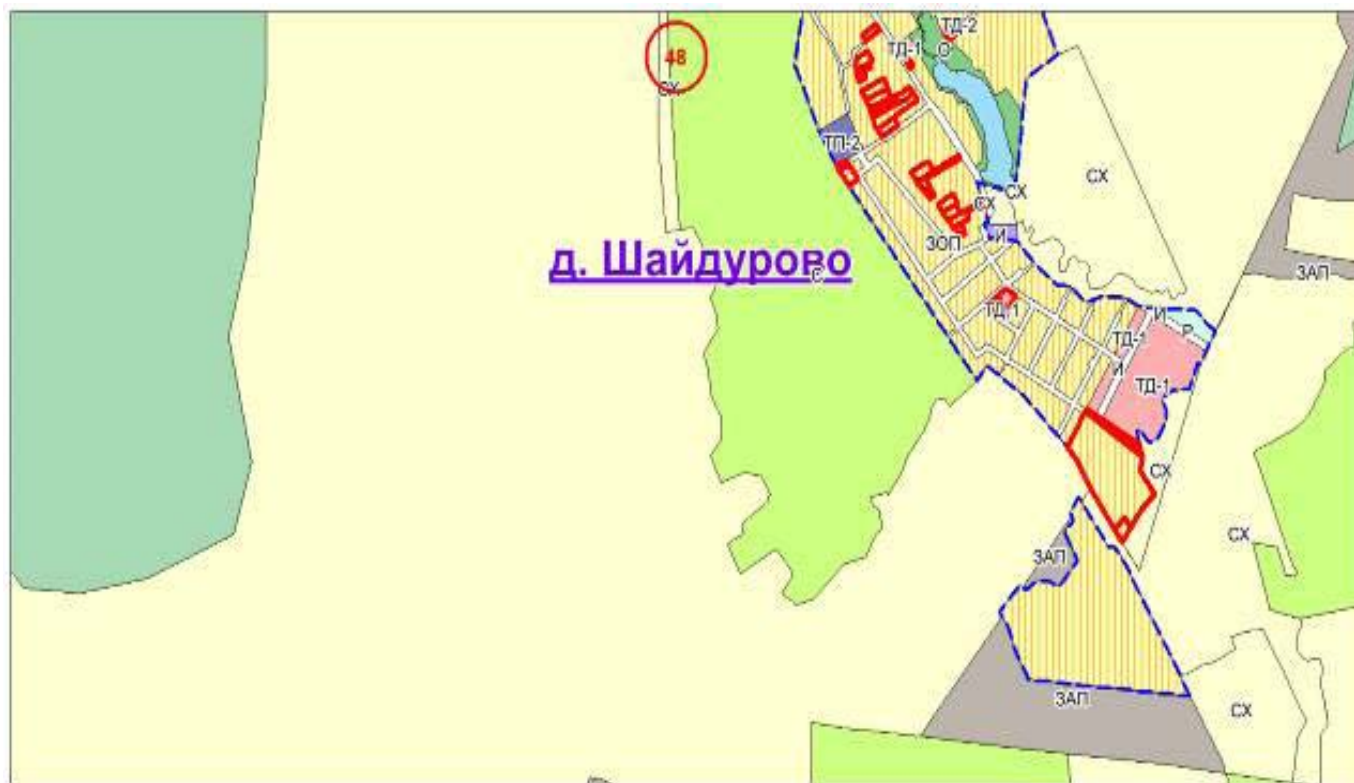 ТД-2
ТД-1
О
48
СХ
ТП-2
СХ
СХ
СХ
И
ЗОП
д. Шайдурово
С
ЗАП
ТД-1
И
Р
ТД-1
И
ТД-1
СХ
СХ
ЗАП
ЗАП
СХ